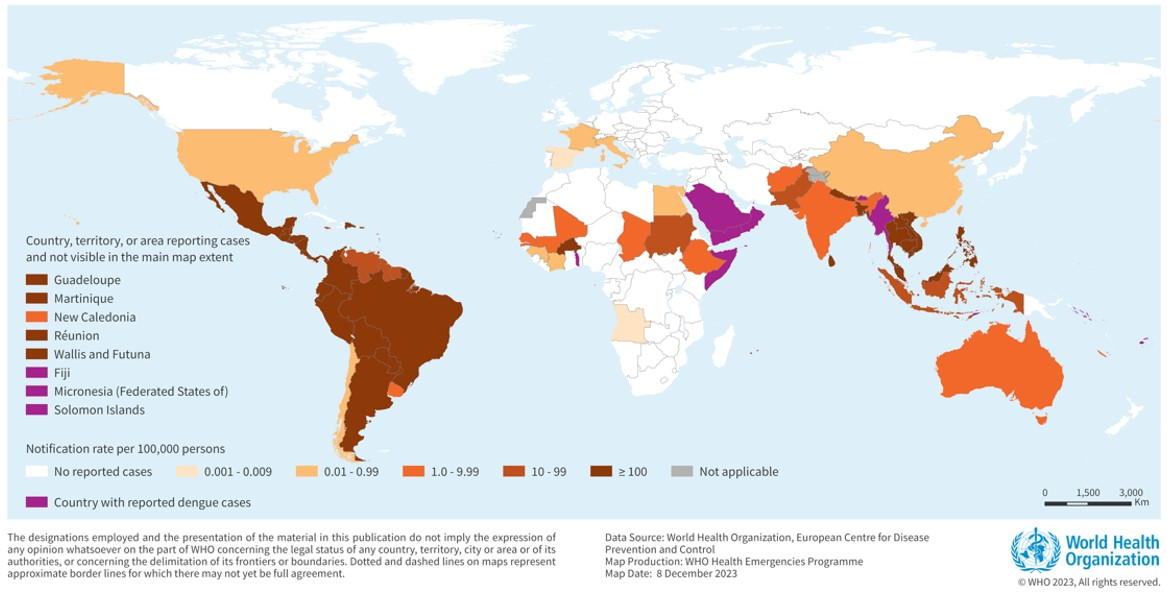 Country, territory, or area reporting cases
and not visible in the main map extent
Guadeloupe
Martinique
New Caledonia
Réunion
Wallis and Futuna
Fiji
Micronesia (Federated States of)
Solomon Islands
Notification rate per 100,000 persons
No reported cases
0.001 - 0.009
0.01 - 0.99
1.0 - 9.99
10 - 99
≥ 100
Not applicable
Country with reported dengue cases
0 1,500 3,000
Km
The designations employed and the presentation of the material in this publication do not imply the expression of
any opinion whatsoever on the part of WHO concerning the legal status of any country, territory, city or area or of its
authorities, or concerning the delimitation of its frontiers or boundaries. Dotted and dashed lines on maps represent
approximate border lines for which there may not yet be full agreement.
Data Source: World Health Organization, European Centre for Disease
Prevention and Control
Map Production: WHO Health Emergencies Programme
Map Date: 8 December 2023
World Health
Organization
© WHO 2023, All rights reserved.